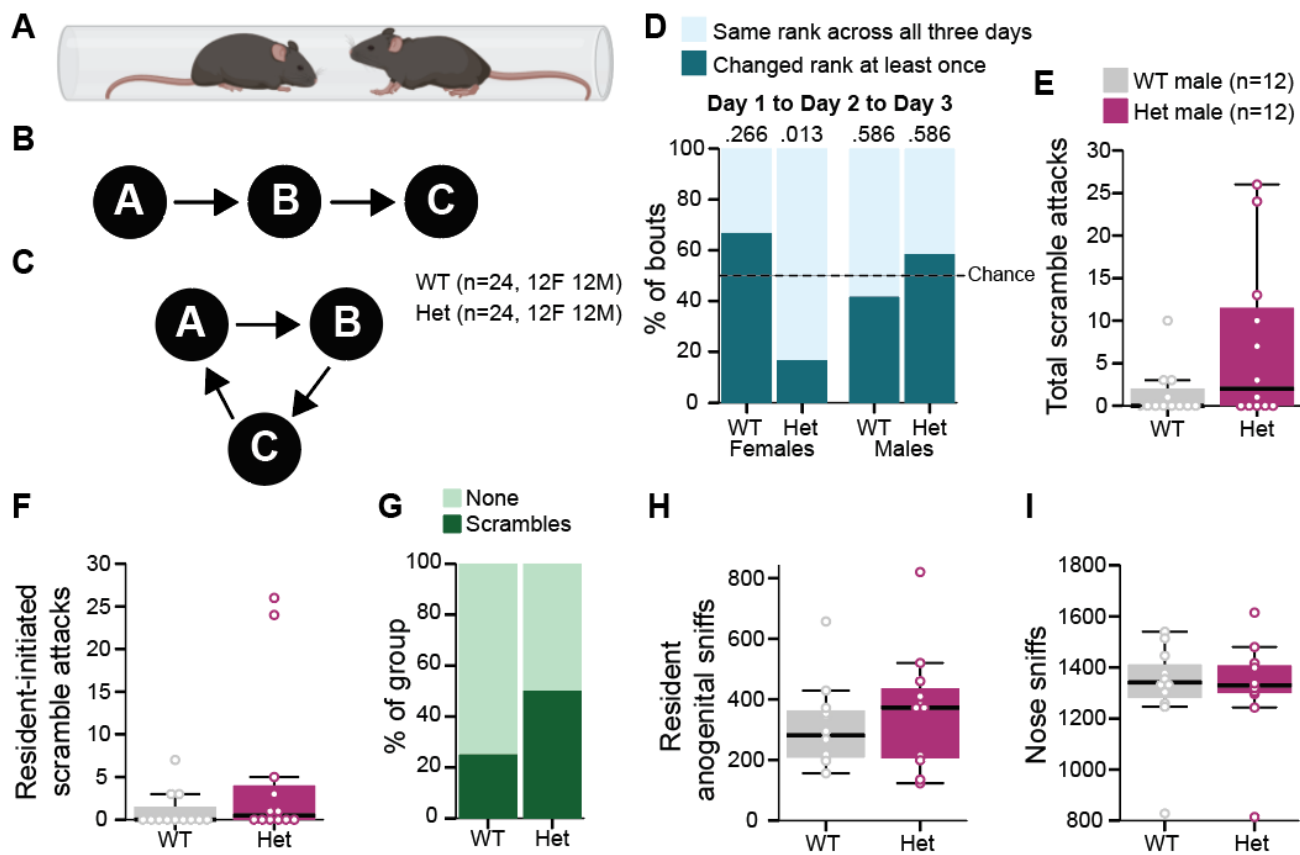 A
B
A B C
C
WT (n=24, 12F 12M)
Het (n=24, 12F 12M)
A B
C
D
Same rank across all three days
Changed rank at least once
Day 1 to Day 2 to Day 3
.266 .013 .586 .586
% of bouts
100
80
60
40
20
0
Chance
WT Het WT Het
Females Males
E
WT male (n=12)
Het male (n=12)
Total scramble attacks
30
25
20
15
10
5
0
WT Het
F
Resident-initiated
scramble attacks
30
25
20
15
10
5
0
WT Het
G
None
Scrambles
% of group
100
80
60
40
20
0
WT Het
H
Resident
anogenital sniffs
800
600
400
200
0
WT Het
I
Nose sniffs
1800
1600
1400
1200
1000
800
WT Het